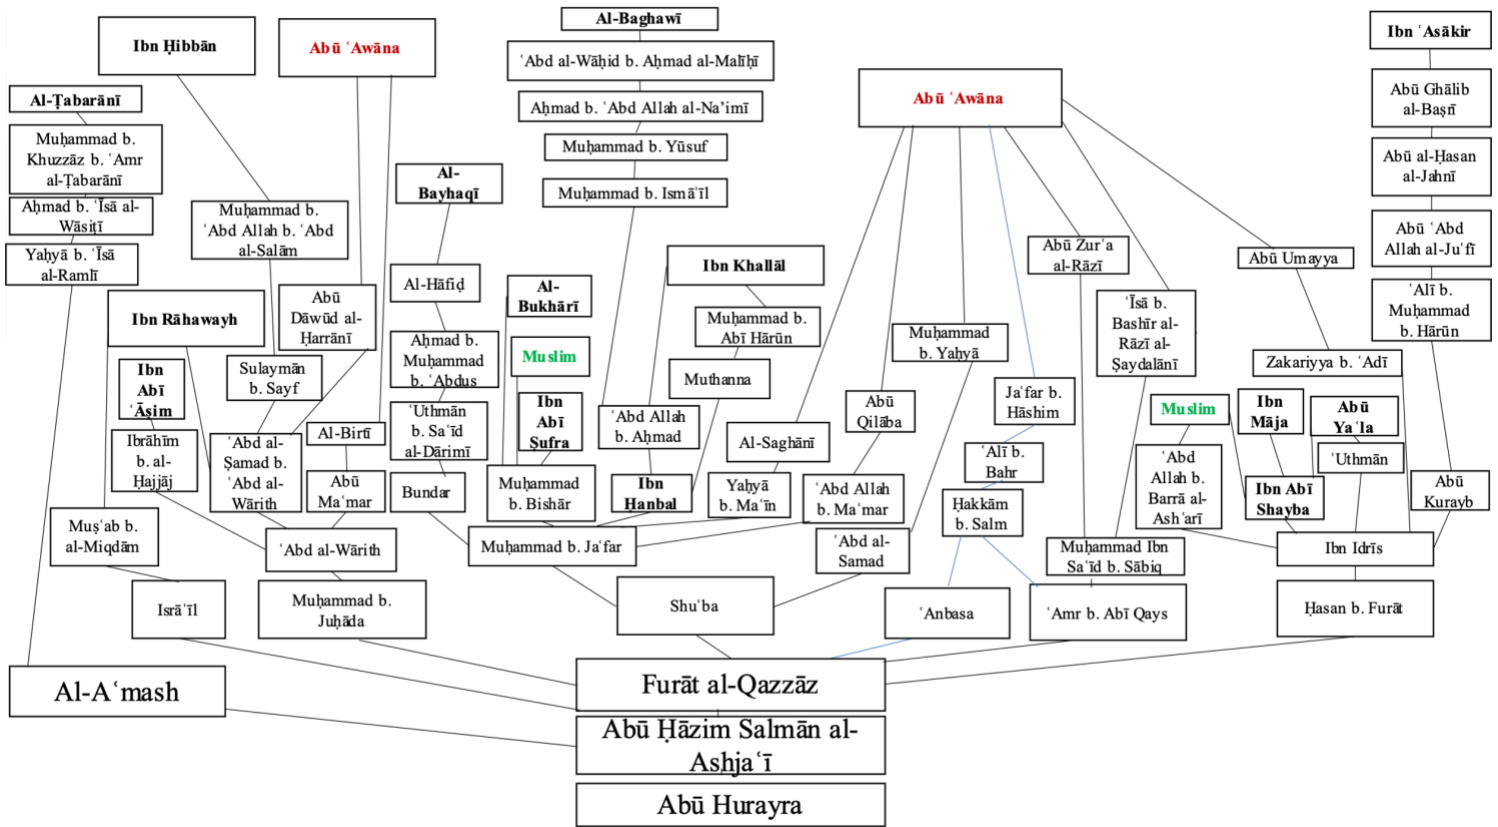 Al-Baghawī
Ibn Ḥibbān
Abū ʿAwāna
ʿAbd al-Wāḥid b. Aḥmad al-Malīḥī
Ibn ʿAsākir
Al-Ṭabarānī
Aḥmad b. ʿAbd Allah al-Na’imī
Abū ʿAwāna
Abū Ghālib
al-Baṣrī
Muḥammad b.
Khuzzāz b. ʿAmr
al-Ṭabarānī
Muḥammad b. Yūsuf
Abū al-Ḥasan
al-Jahnī
Al-
Bayhaqī
Muḥammad b. Ismāʿīl
Aḥmad b. ʿĪsā al-
Wāsiṭī
Muḥammad b.
ʿAbd Allah b. ʿAbd
al-Salām
Abū ʿAbd
Allah al-Juʿfī
Yaḥyā b. ʿĪsā
al-Ramlī
Abū Zurʿa
al-Rāzī
Abū Umayya
Ibn Khallāl
Al-Ḥāfiḍ
Al-
Bukhārī
ʿAlī b.
Muḥammad
b. Hārūn
Ibn Rāhawayh
Abū
Dāwūd al-
Ḥarrānī
Muḥammad b.
Abī Hārūn
ʿĪsā b.
Bashīr al-
Rāzī al-
Ṣaydalānī
Aḥmad b.
Muḥammad
b. ʿAbdus
Muslim
Muḥammad
b. Yaḥyā
Ibn
Abī
ʿĀṣim
Sulaymān
b. Sayf
Muthanna
Zakariyya b. ʿAdī
Jaʿfar b.
Hāshim
Ibn
Abī
Ṣufra
Abū
Qilāba
Muslim
Ibn
Māja
Abū
Yaʿla
ʿUthmān
b. Saʿīd
al-Dārimī
ʿAbd Allah
b. Aḥmad
Al-Saghānī
Ibrāhīm
b. al-
Ḥajjāj
ʿAbd al-
Ṣamad b.
ʿAbd al-
Wārith
Al-Birtī
ʿAlī b.
Bahr
ʿAbd
Allah b.
Barrā al-
Ashʿarī
ʿUthmān
Abū
Maʿmar
Bundar
Muḥammad
b. Bishār
Ibn
Ḥanbal
Yaḥyā
b. Maʿīn
ʿAbd Allah
b. Maʿmar
Ḥakkām
b. Salm
Ibn Abī
Shayba
Abū
Kurayb
Muṣʿab b.
al-Miqdām
ʿAbd al-Wārith
Muḥammad b. Jaʿfar
ʿAbd al-
Samad
Muḥammad Ibn
Saʿīd b. Sābiq
Ibn Idrīs
Isrāʿīl
Muḥammad b.
Juḥāda
Shuʿba
ʿAnbasa
ʿAmr b. Abī Qays
Ḥasan b. Furāt
Al-Aʿmash
Furāt al-Qazzāz
Abū Ḥāzim Salmān al-
Ashjaʿī
Abū Hurayra